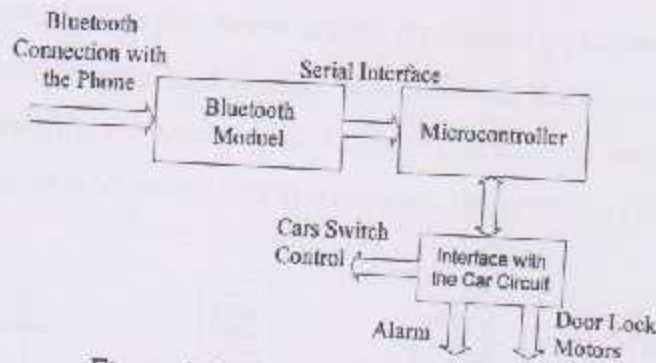 Bluetooth
Connection with
the Phone
Serial Interface
Bluetooth
Moduel
Microcontroller
Cars Switch
Control
Interface with
the Car Circuit
Alarm
Door Lock
Motors